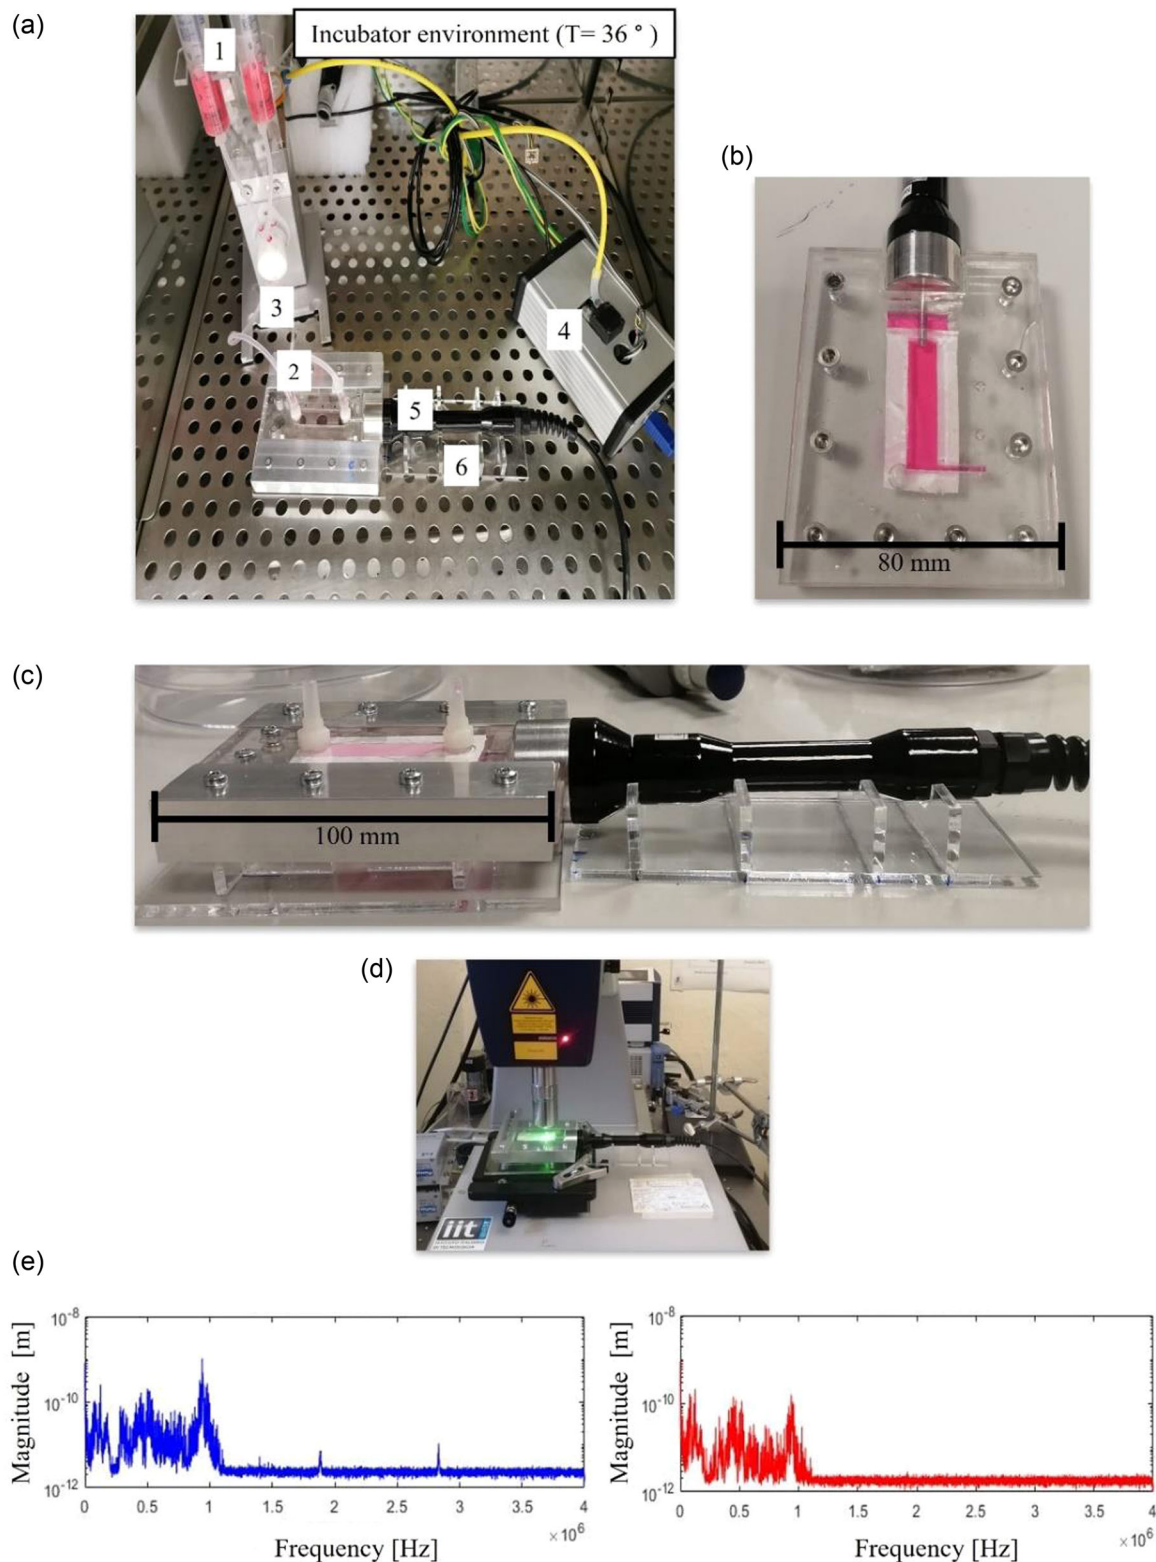 (a)
Incubator environment (T= 36 ° )
1
3
2
4
5
6
(b)
80 mm
(c)
100 mm
(d)
iit
(e)
Magnitude [m]
10^-8
10^-10
10^-12
0 0.5 1 1.5 2 2.5 3 3.5 4
×10^6
Frequency [Hz]
Magnitude [m]
10^-8
10^-10
10^-12
0 0.5 1 1.5 2 2.5 3 3.5 4
×10^6
Frequency [Hz]